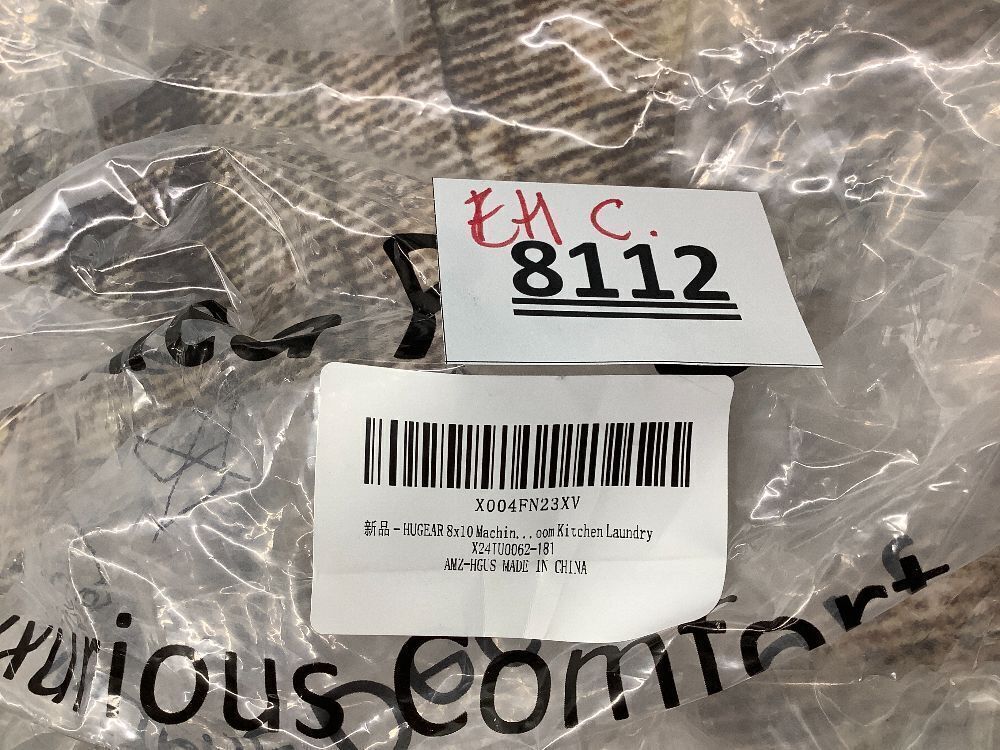 EH C.
8112
X004FN23XV
新品 - HUGEAR 8x10 Machin...oom Kitchen Laundry
X24TU0062-181
AMZ-HGUS MADE IN CHINA
Comfort